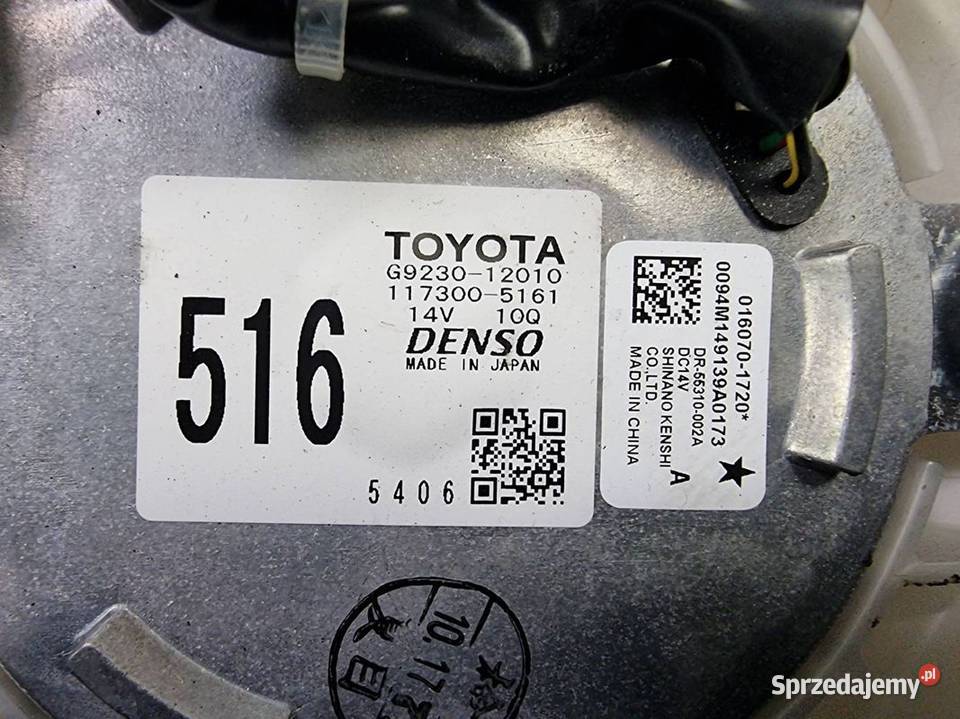 516
TOYOTA
G9230-12010
117300-5161
14V 10Q
DENSO
MADE IN JAPAN
5406
016070-1720*
0094M149139A0173
DR-55310-002A
DC14V
SHINANO KENSHI
CO.,LTD.
MADE IN CHINA
A
★
10.17
Sprzedajemy.pl